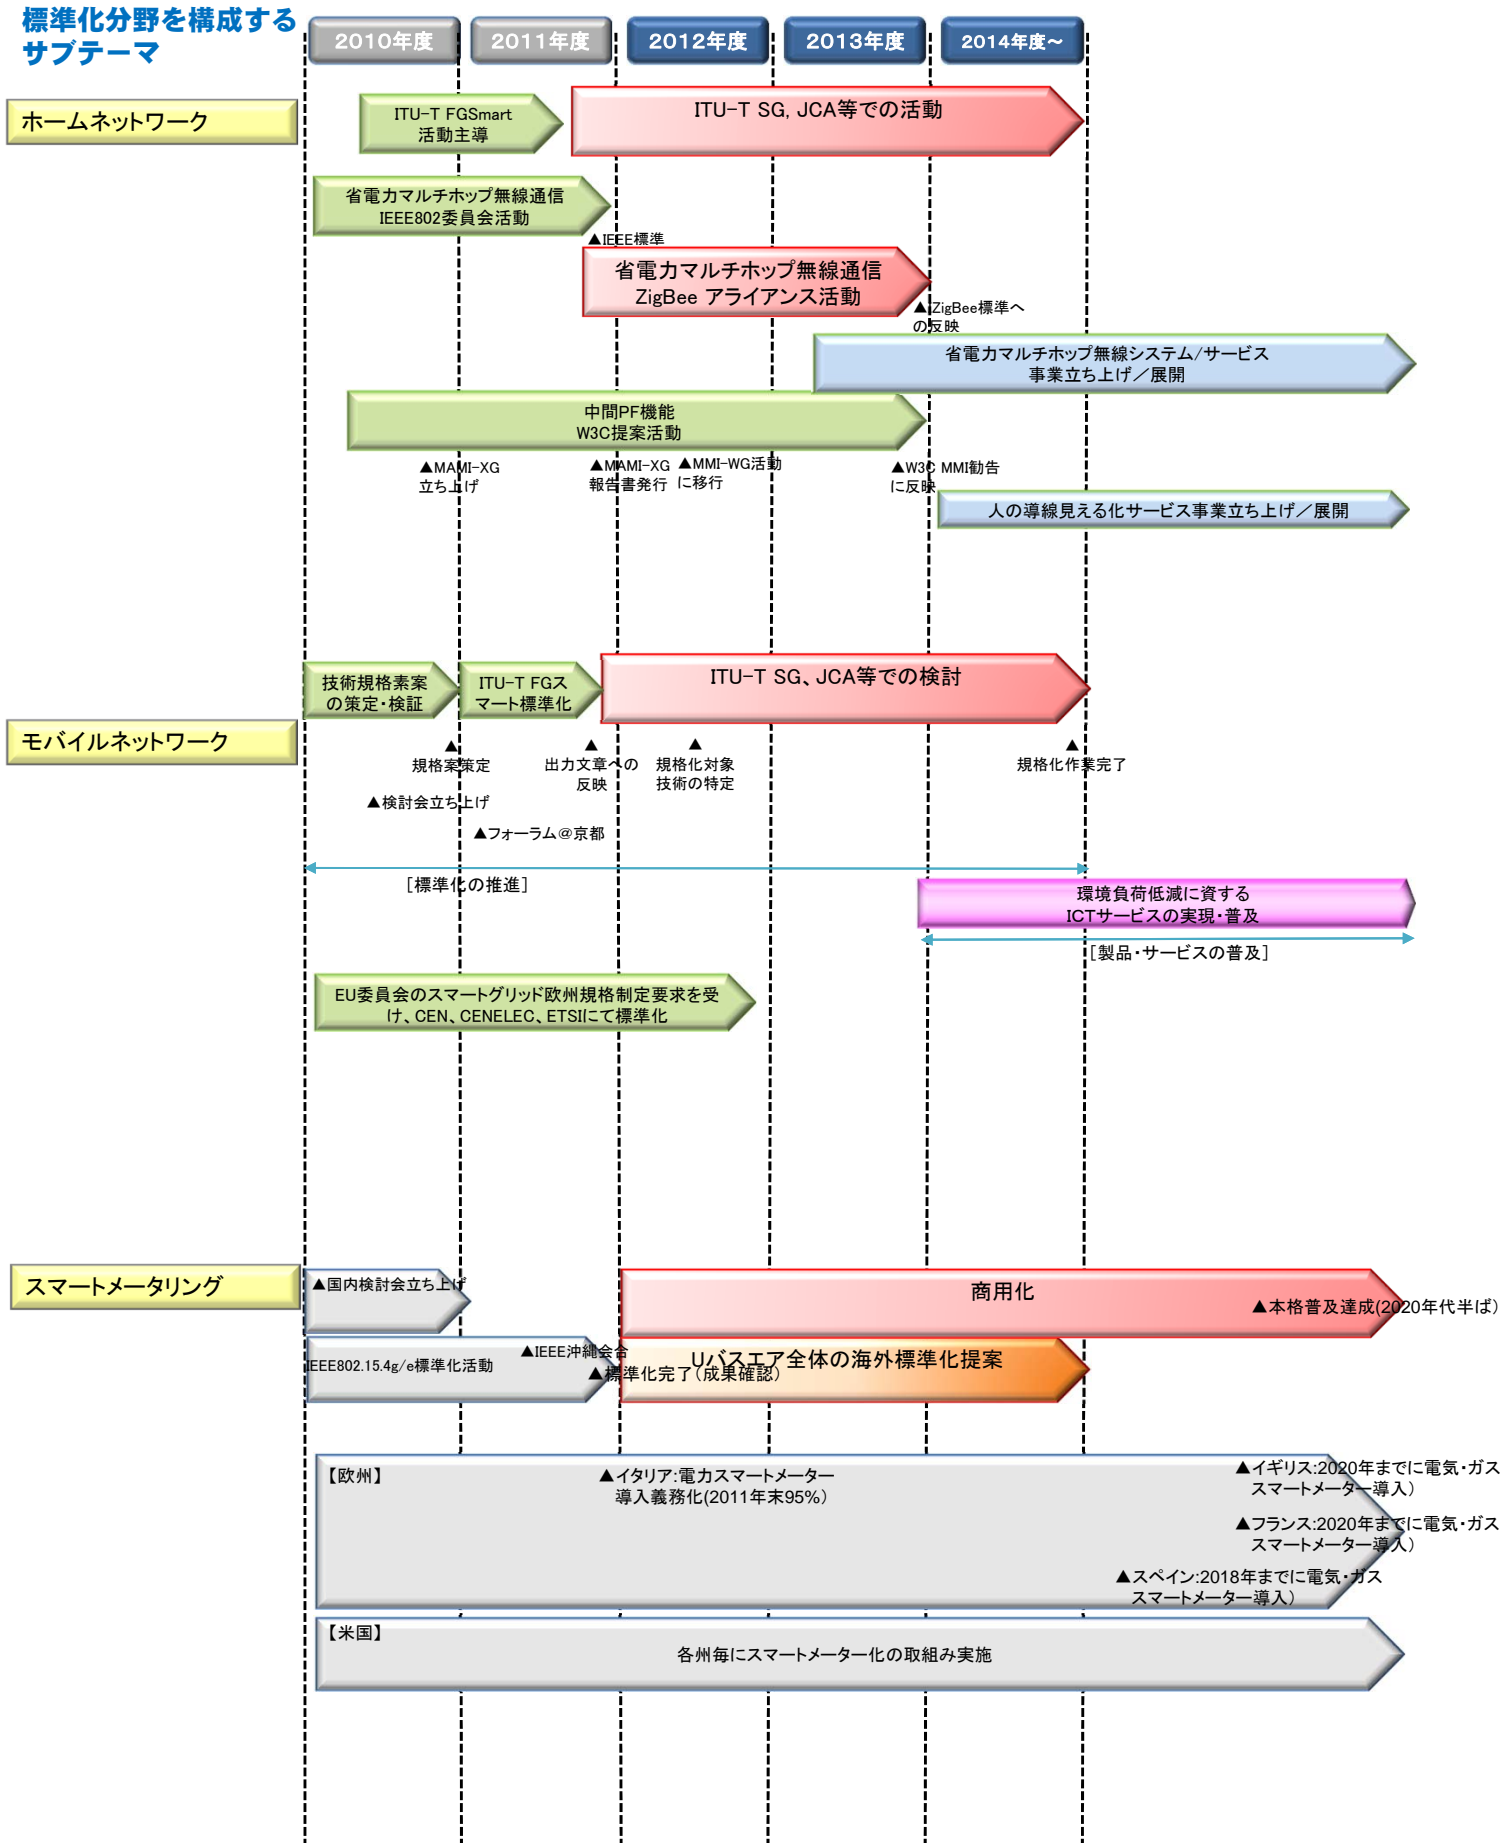 標準化分野を構成する
サブテーマ
2010年度
2011年度
2012年度
2013年度
2014年度～
ホームネットワーク
ITU-T FGSmart
活動主導
ITU-T SG, JCA等での活動
省電力マルチホップ無線通信
IEEE802委員会活動
▲IEEE標準
省電力マルチホップ無線通信
ZigBee アライアンス活動
▲ZigBee標準へ
の反映
省電力マルチホップ無線システム/サービス
事業立ち上げ／展開
中間PF機能
W3C提案活動
▲MAMI-XG
立ち上げ
▲MAMI-XG
報告書発行
▲MMI-WG活動
に移行
▲W3C MMI勧告
に反映
人の導線見える化サービス事業立ち上げ／展開
技術規格素案
の策定・検証
ITU-T FGス
マート標準化
ITU-T SG、JCA等での検討
モバイルネットワーク
▲
規格案策定
▲
出力文章への
反映
▲
規格化対象
技術の特定
▲
規格化作業完了
▲検討会立ち上げ
▲フォーラム＠京都
［標準化の推進］
環境負荷低減に資する
ICTサービスの実現・普及
［製品・サービスの普及］
EU委員会のスマートグリッド欧州規格制定要求を受
け、CEN、CENELEC、ETSIにて標準化
スマートメータリング
▲国内検討会立ち上げ
商用化
▲本格普及達成(2020年代半ば)
IEEE802.15.4g/e標準化活動
▲IEEE沖縄会合
▲標準化完了（成果確認）
Uバスエア全体の海外標準化提案
【欧州】
▲イタリア:電力スマートメーター
導入義務化(2011年末95%）
▲イギリス:2020年までに電気・ガス
スマートメーター導入）
▲フランス:2020年までに電気・ガス
スマートメーター導入）
▲スペイン:2018年までに電気・ガス
スマートメーター導入）
【米国】
各州毎にスマートメーター化の取組み実施